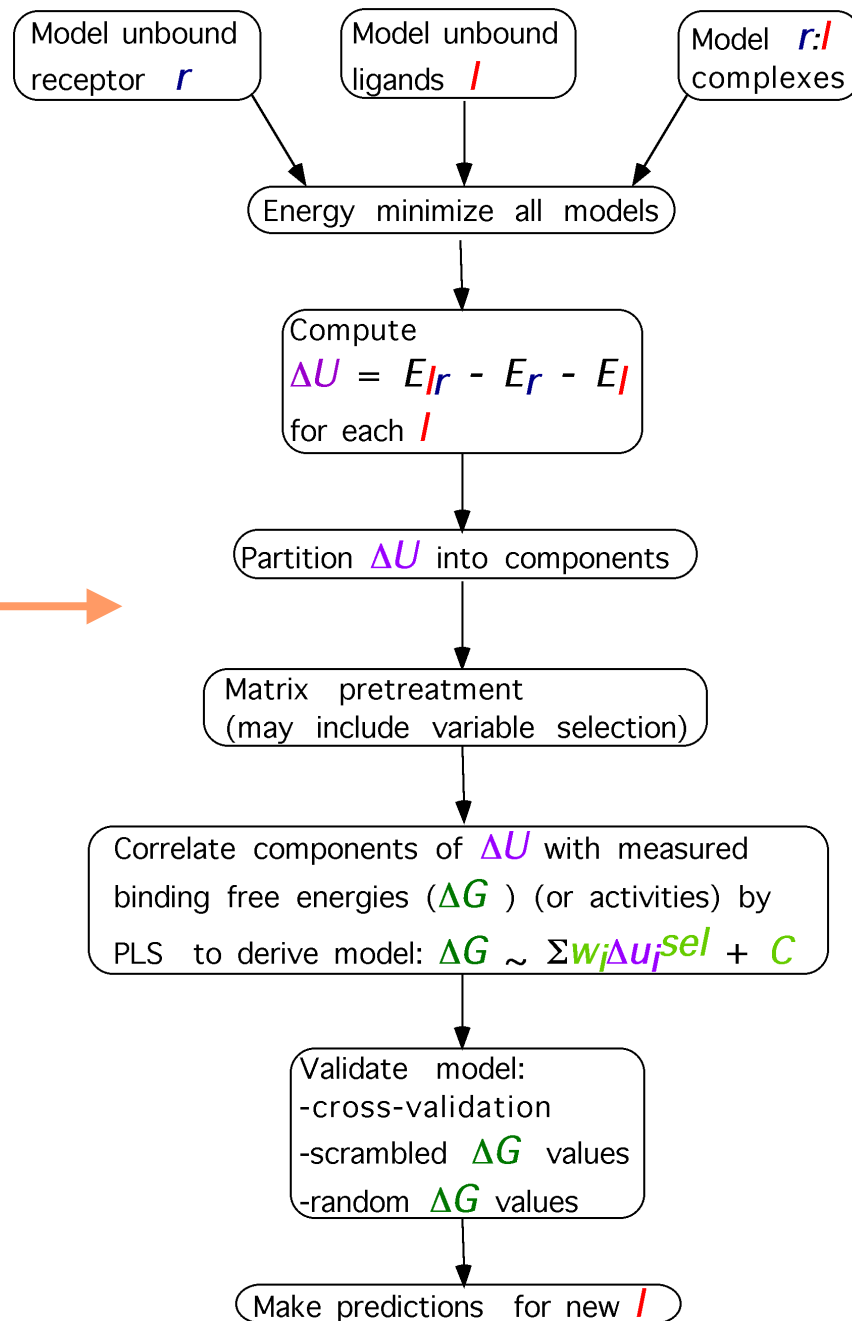 Model unbound
receptor r
Model unbound
ligands l
Model r:l
complexes
Energy minimize all models
Compute
ΔU = Elr - Er - El
for each l
Partition ΔU into components
Matrix pretreatment
(may include variable selection)
Correlate components of ΔU with measured
binding free energies (ΔG ) (or activities) by
PLS to derive model: ΔG ~ ΣwiΔui^sel + C
Validate model:
-cross-validation
-scrambled ΔG values
-random ΔG values
Make predictions for new l